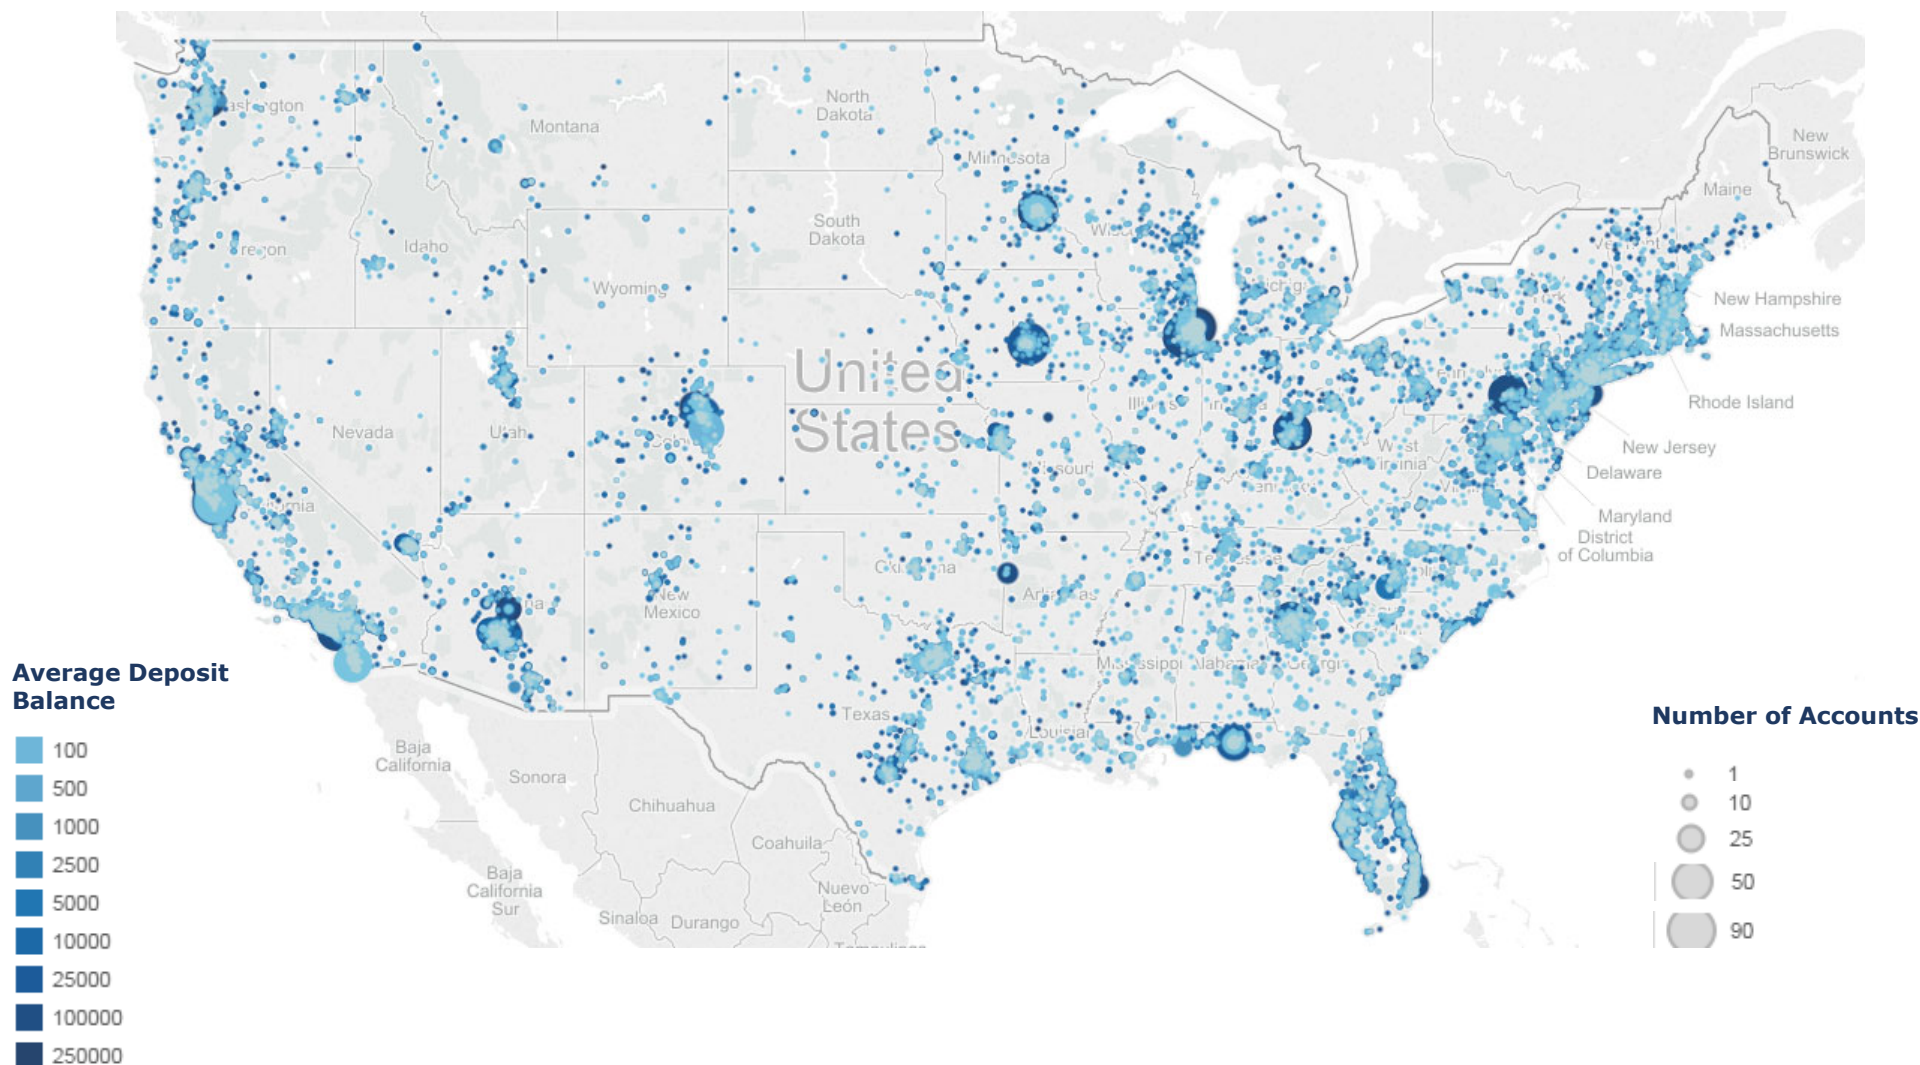 North
Dakota
Montana
Minnesota
New
Brunswick
Maine
South
Dakota
Idaho
Wyoming
New Hampshire
Massachusetts
United
States
Rhode Island
Nevada
Utah
New Jersey
Delaware
Maryland
District
of Columbia
New
Mexico
Mississippi
Alabama
Georgia
Texas
Average Deposit
Balance
100
500
1000
2500
5000
10000
25000
100000
250000
Baja
California
Sonora
Chihuahua
Coahuila
Baja
California
Sur
Sinaloa
Durango
Nuevo
León
Number of Accounts
1
10
25
50
90